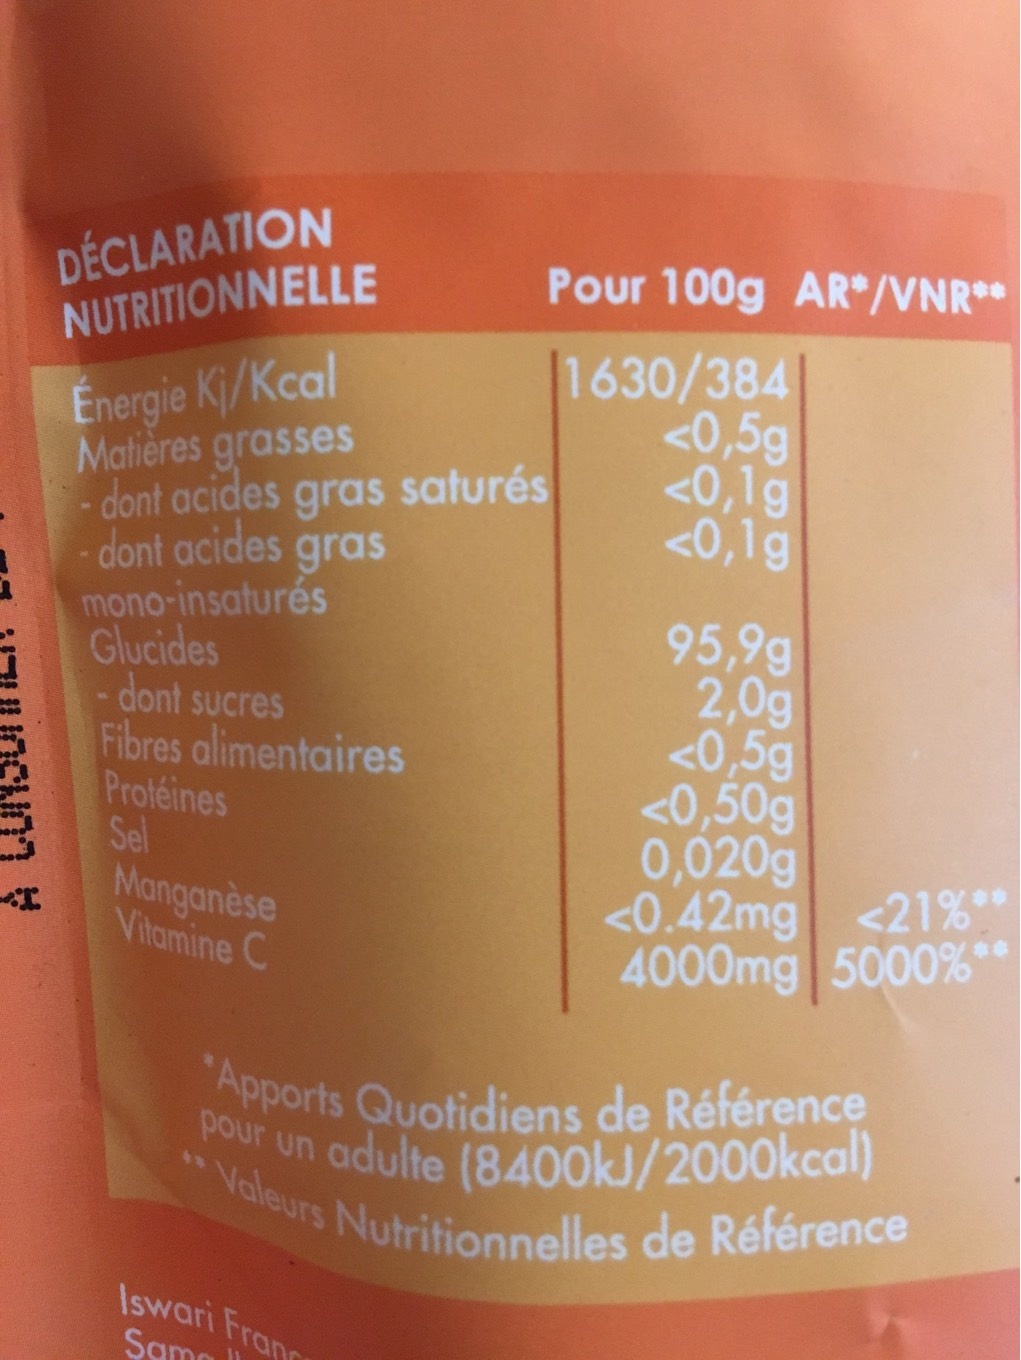 DÉCLARATION
NUTRITIONNELLE Pour 100g AR*/VNR**
Énergie Kj/Kcal 1630/384
Matières grasses <0,5g
- dont acides gras saturés <0,1g
- dont acides gras <0,1g
mono-insaturés
Glucides 95,9g
- dont sucres 2,0g
Fibres alimentaires <0,5g
Protéines <0,50g
Sel 0,020g
Manganèse <0.42mg <21%**
Vitamine C 4000mg 5000%**
*Apports Quotidiens de Référence
pour un adulte (8400kJ/2000kcal)
** Valeurs Nutritionnelles de Référence
Iswari
À CONSOMMER